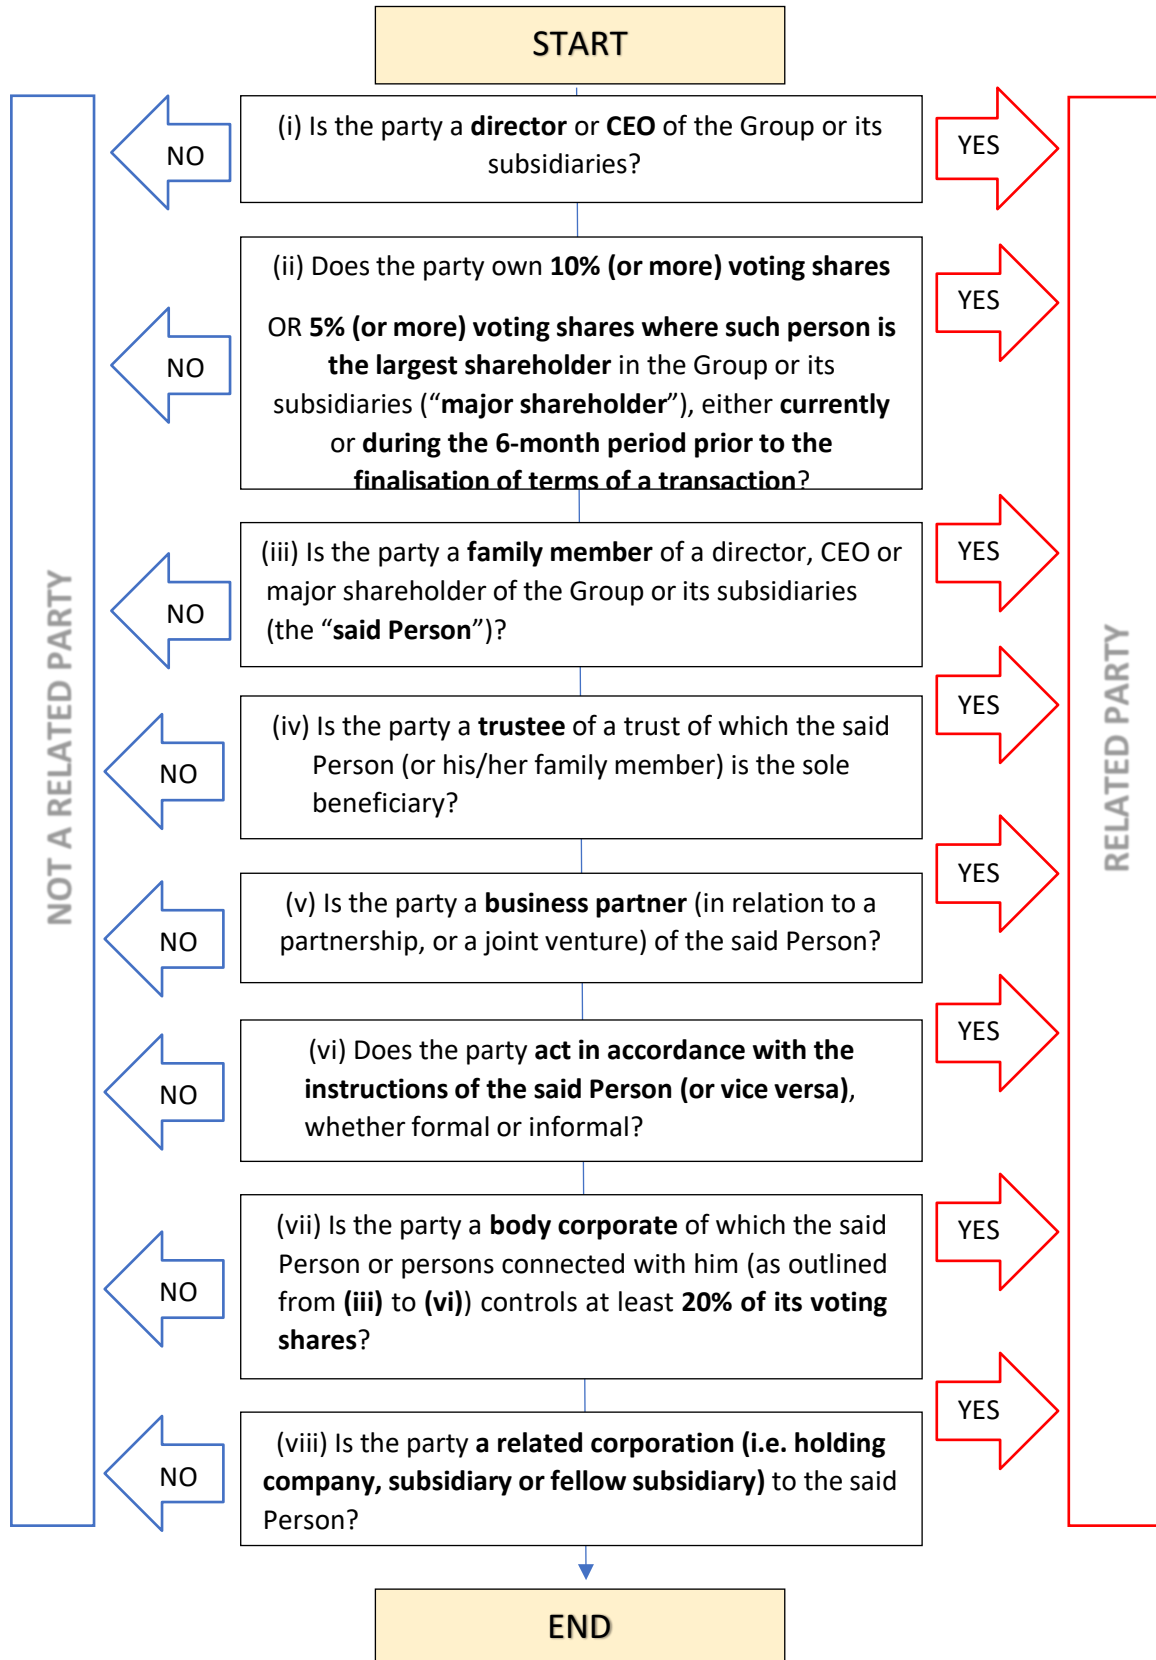 START
NOT A RELATED PARTY
RELATED PARTY
NO
(i) Is the party a director or CEO of the Group or its
subsidiaries?
YES
NO
(ii) Does the party own 10% (or more) voting shares
OR 5% (or more) voting shares where such person is
the largest shareholder in the Group or its
subsidiaries (“major shareholder”), either currently
or during the 6-month period prior to the
finalisation of terms of a transaction?
YES
NO
(iii) Is the party a family member of a director, CEO or
major shareholder of the Group or its subsidiaries
(the “said Person”)?
YES
NO
(iv) Is the party a trustee of a trust of which the said
Person (or his/her family member) is the sole
beneficiary?
YES
NO
(v) Is the party a business partner (in relation to a
partnership, or a joint venture) of the said Person?
YES
NO
(vi) Does the party act in accordance with the
instructions of the said Person (or vice versa),
whether formal or informal?
YES
NO
(vii) Is the party a body corporate of which the said
Person or persons connected with him (as outlined
from (iii) to (vi)) controls at least 20% of its voting
shares?
YES
NO
(viii) Is the party a related corporation (i.e. holding
company, subsidiary or fellow subsidiary) to the said
Person?
YES
END